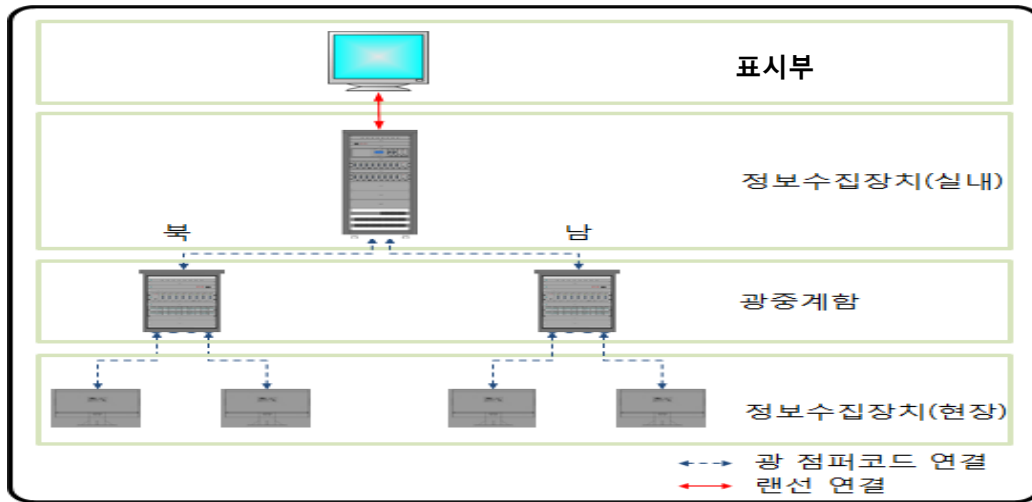 표시부
정보수집장치(실내)
북
남
광중계함
정보수집장치(현장)
광 점퍼코드 연결
랜선 연결